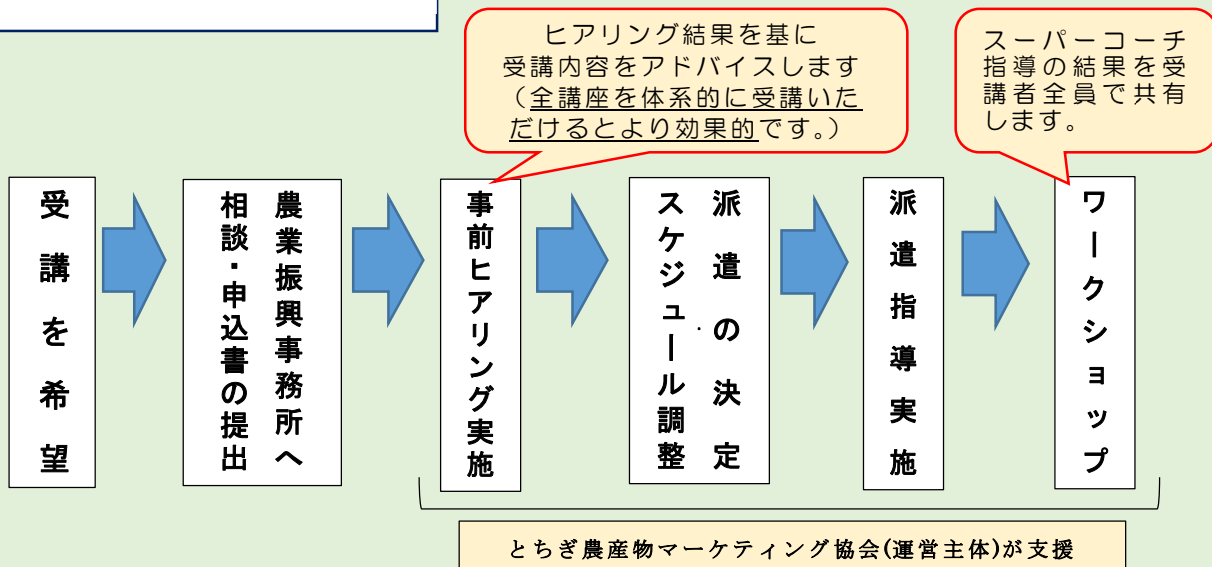 ヒアリング結果を基に
受講内容をアドバイスします
（全講座を体系的に受講いた
だけるとより効果的です。）
スーパーコーチ
指導の結果を受
講者全員で共有
します。
受講を希望
農業振興事務所へ
相談・申込書の提出
事前ヒアリング実施
派遣の決定
・スケジュール調整
派遣指導実施
ワークショップ
とちぎ農産物マーケティング協会(運営主体)が支援